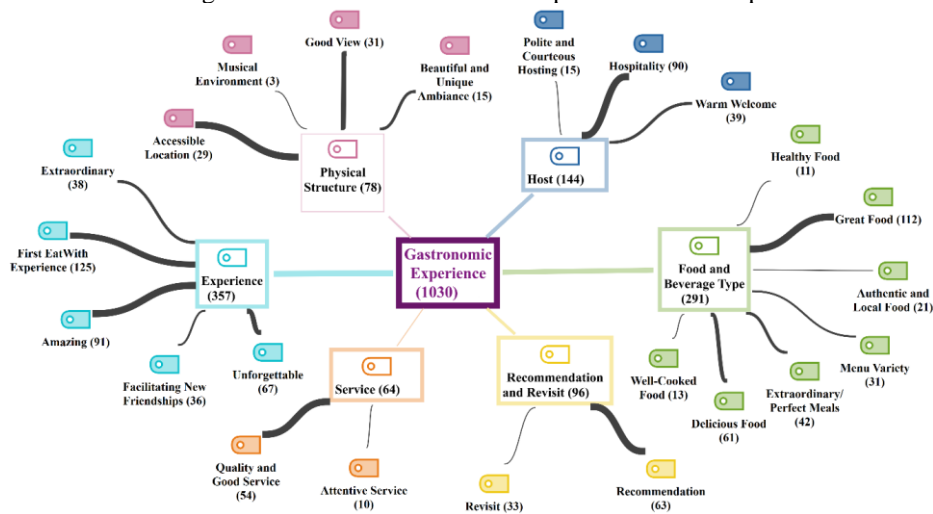 Good View (31)
Musical
Environment (3)
Beautiful and
Unique
Ambiance (15)
Polite and
Courteous
Hosting (15)
Hospitality (90)
Warm Welcome
(39)
Accessible
Location (29)
Physical
Structure (78)
Host (144)
Extraordinary
(38)
Healthy Food
(11)
Great Food (112)
First EatWith
Experience (125)
Experience
(357)
Gastronomic
Experience
(1030)
Food and
Beverage Type
(291)
Authentic and
Local Food (21)
Amazing (91)
Facilitating New
Friendships (36)
Unforgettable
(67)
Service (64)
Recommendation
and Revisit (96)
Well-Cooked
Food (13)
Delicious Food
(61)
Extraordinary/
Perfect Meals
(42)
Menu Variety
(31)
Quality and
Good Service
(54)
Attentive Service
(10)
Revisit (33)
Recommendation
(63)